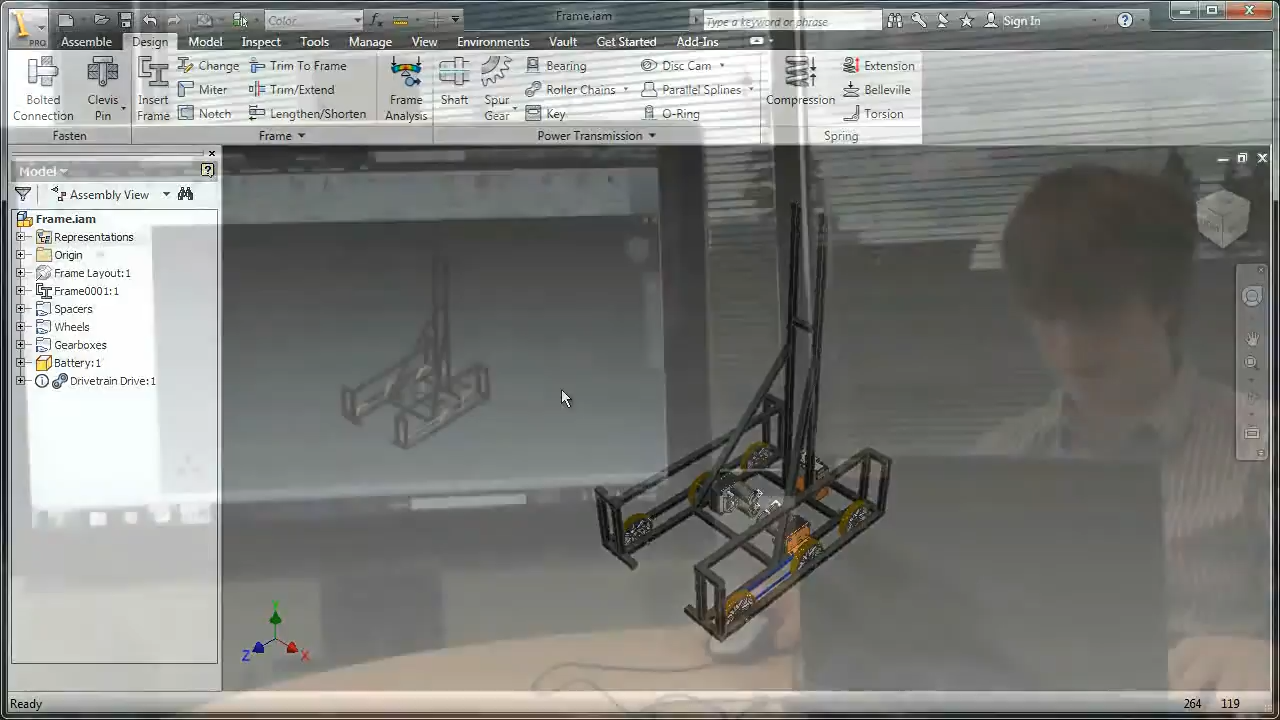 Frame.iam
Color
Type a keyword or phrase
Sign In
PRO
Assemble
Design
Model
Inspect
Tools
Manage
View
Environments
Vault
Get Started
Add-Ins
Bolted Connection
Clevis Pin
Fasten
Insert Frame
Change
Miter
Notch
Trim To Frame
Trim/Extend
Lengthen/Shorten
Frame
Frame Analysis
Shaft
Spur Gear
Bearing
Roller Chains
Key
Disc Cam
Parallel Splines
O-Ring
Power Transmission
Compression
Extension
Belleville
Torsion
Spring
Model
Assembly View
Frame.iam
Representations
Origin
Frame Layout:1
Frame0001:1
Spacers
Wheels
Gearboxes
Battery:1
Drivetrain Drive:1
Y
Z
X
Ready
264
119